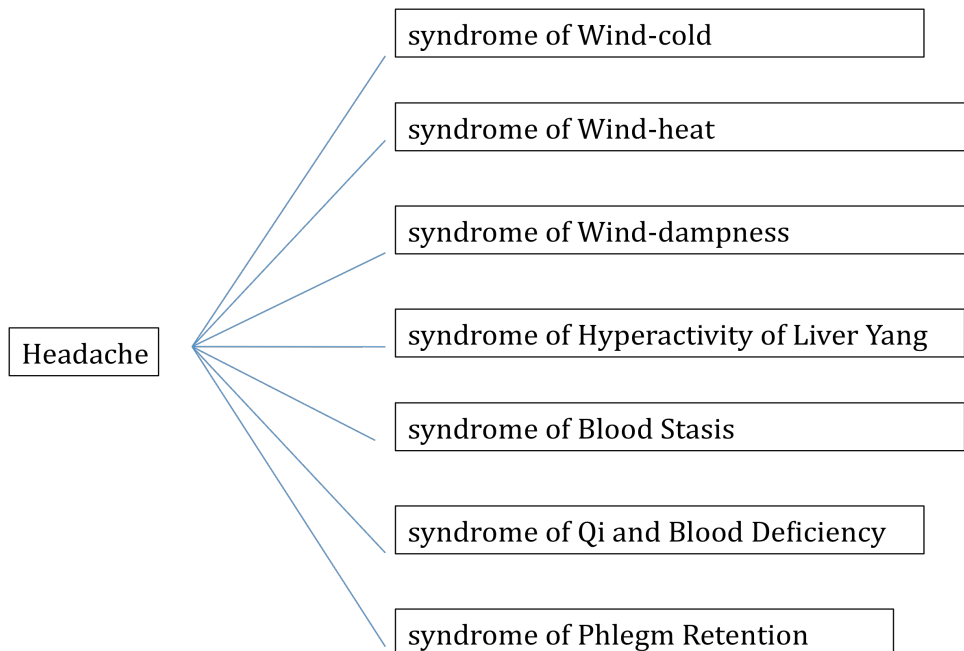 syndrome of Wind-cold
syndrome of Wind-heat
syndrome of Wind-dampness
Headache
syndrome of Hyperactivity of Liver Yang
syndrome of Blood Stasis
syndrome of Qi and Blood Deficiency
syndrome of Phlegm Retention